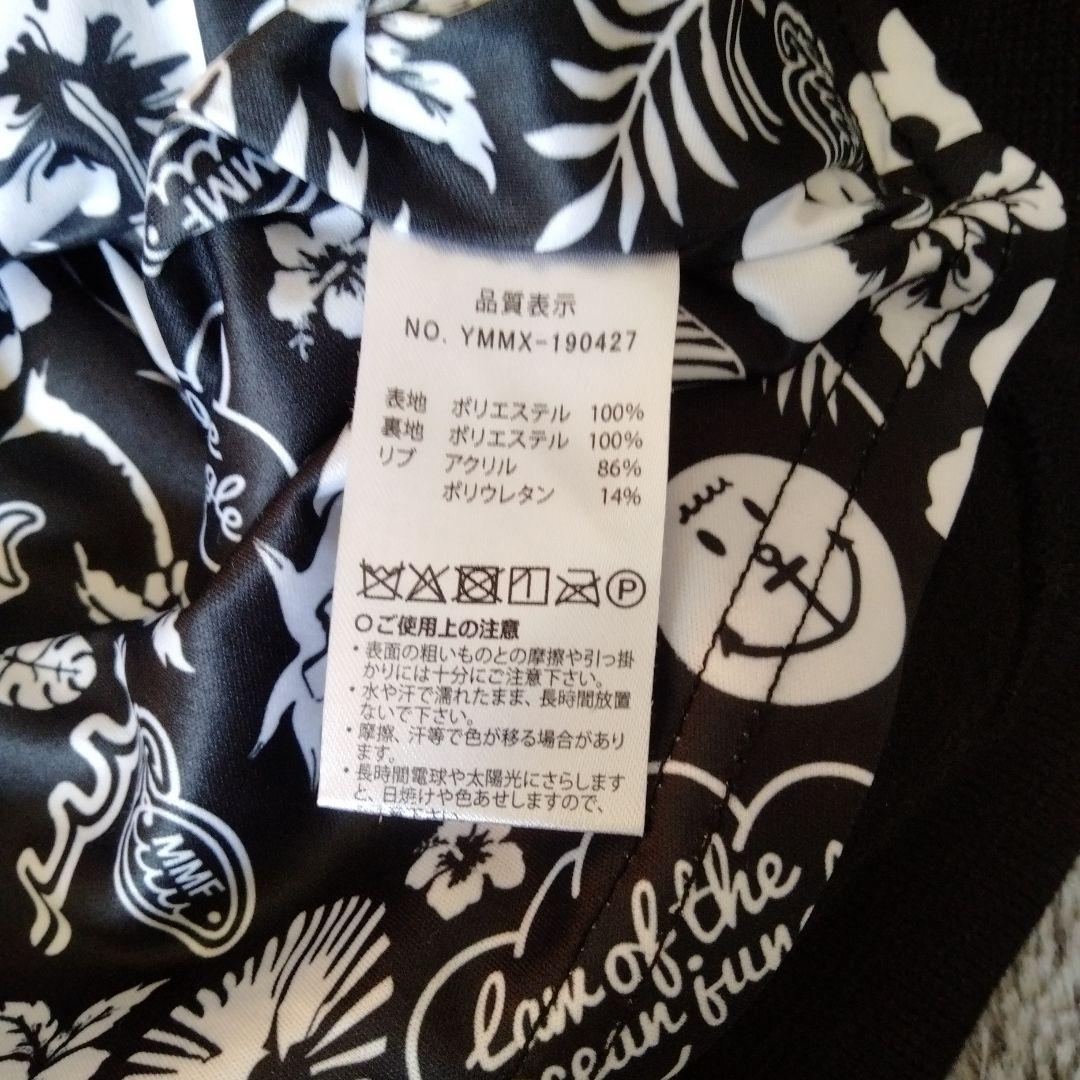 MMF
品質表示
NO. YMMX-190427
表地 ポリエステル 100%
裏地 ポリエステル 100%
リブ アクリル 86%
ポリウレタン 14%
P
○ご使用上の注意
・表面の粗いものとの摩擦や引っ掛
かりには十分にご注意下さい。
・水や汗で濡れたまま、長時間放置
ないで下さい。
・摩擦、汗等で色が移る場合があり
ます。
・長時間電球や太陽光にさらします
と、日焼けや色あせしますので、
MMF
of the